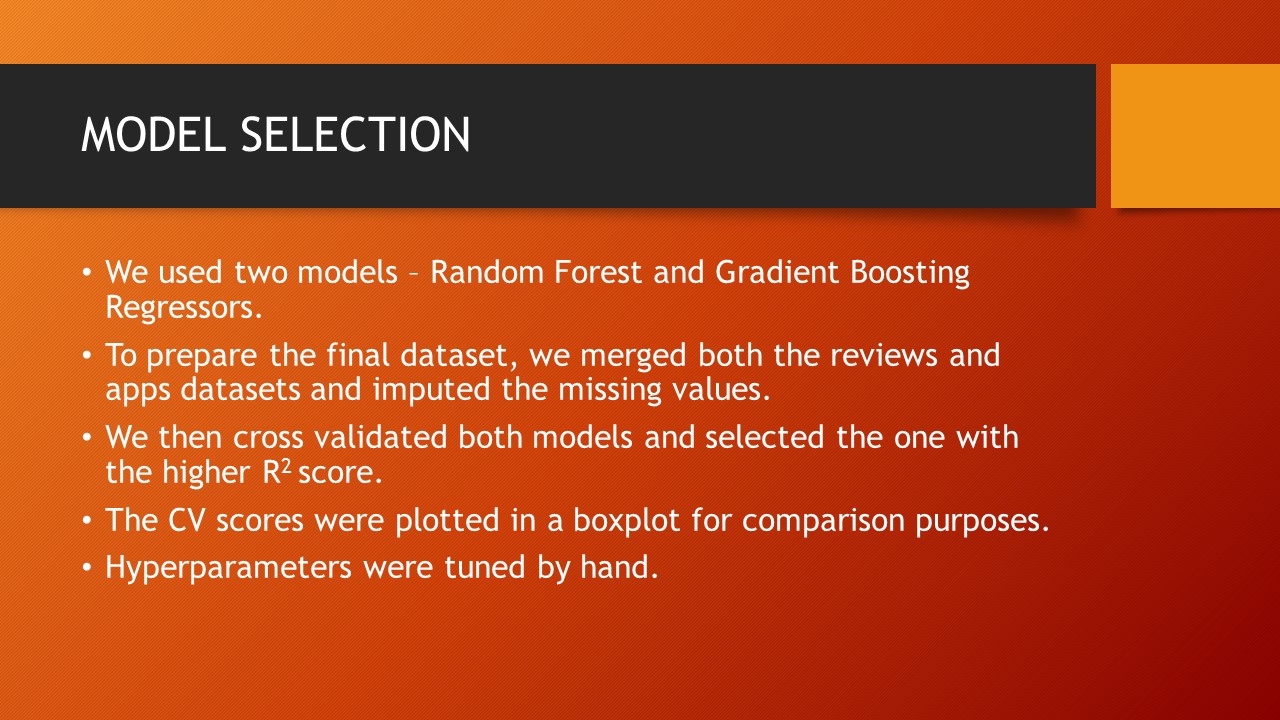 MODEL SELECTION
• We used two models – Random Forest and Gradient Boosting
Regressors.
• To prepare the final dataset, we merged both the reviews and
apps datasets and imputed the missing values.
• We then cross validated both models and selected the one with
the higher R² score.
• The CV scores were plotted in a boxplot for comparison purposes.
• Hyperparameters were tuned by hand.